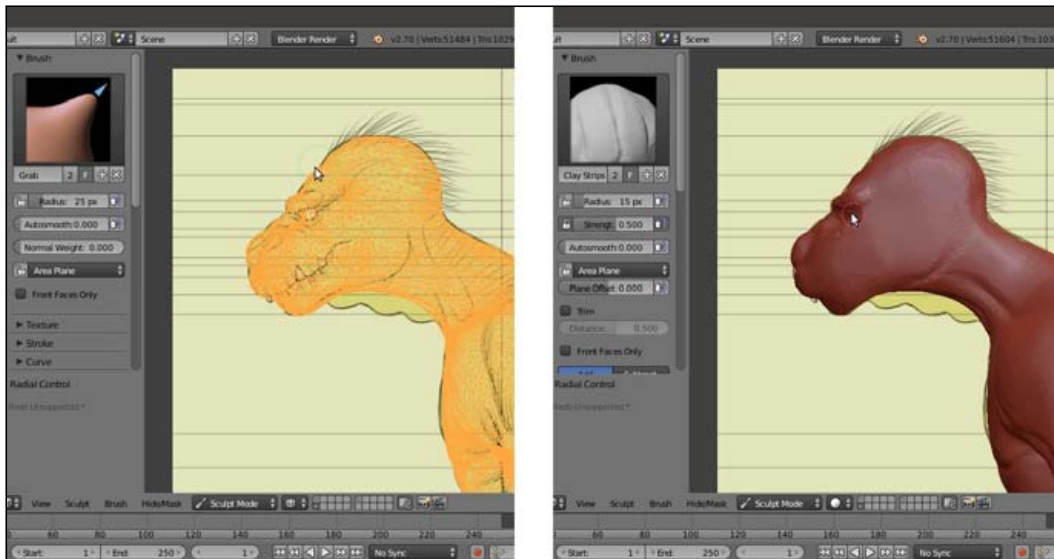 Scene
Blender Render
v2.70 | Verts:51484 | Tris:1029
Brush
Grab 2 F
Radius: 25 px
Autosmooth: 0.000
Normal Weight: 0.000
Area Plane
Front Faces Only
Texture
Stroke
Curve
Radial Control
View Sculpt Brush Hide/Mask Sculpt Mode
20 40 60 80 100 120 140 160 180 200 220 240
Start: 1 End: 250 1 No Sync
Scene
Blender Render
v2.70 | Verts:51604 | Tris:103
Brush
Clay Strips 2 F
Radius: 15 px
Strengt: 0.500
Autosmooth: 0.000
Area Plane
Plane Offset: 0.000
Trim
Distance: 0.500
Front Faces Only
Radial Control
View Sculpt Brush Hide/Mask Sculpt Mode
20 40 60 80 100 120 140 160 180 200 220 240
Start: 1 End: 250 1 No Sync